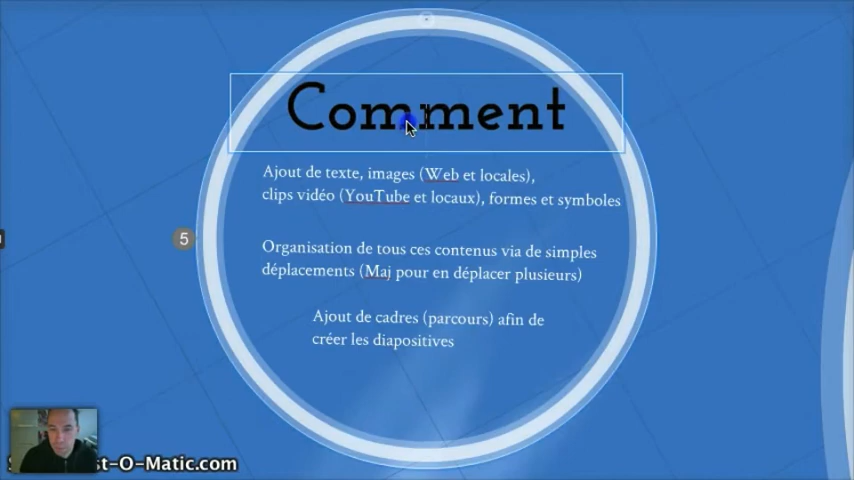 Comment
Ajout de texte, images (Web et locales),
clips vidéo (YouTube et locaux), formes et symboles
5
Organisation de tous ces contenus via de simples
déplacements (Maj pour en déplacer plusieurs)
Ajout de cadres (parcours) afin de
créer les diapositives
st-O-Matic.com